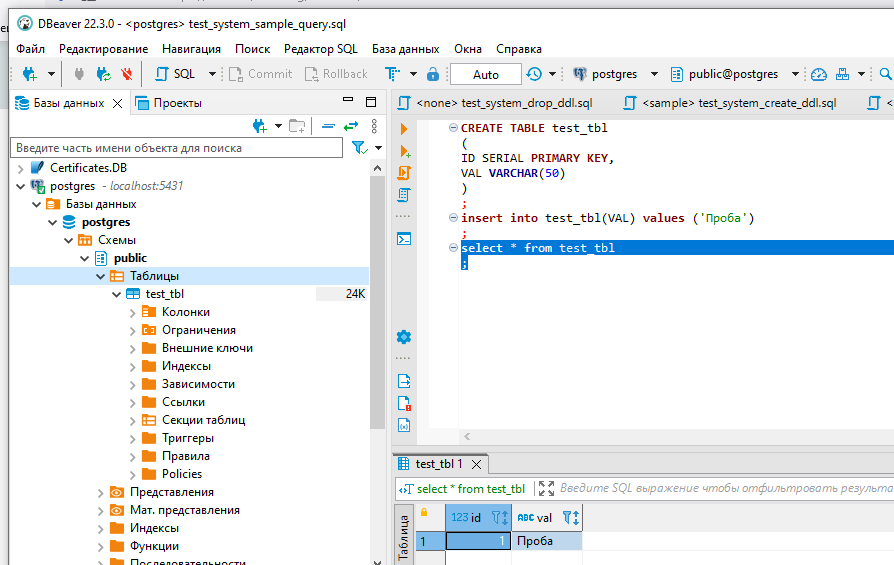 DBeaver 22.3.0 - <postgres> test_system_sample_query.sql
Файл Редактирование Навигация Поиск Редактор SQL База данных Окна Справка
SQL Commit Rollback Auto postgres public@postgres
Базы данных Проекты
<none> test_system_drop_ddl.sql <sample> test_system_create_ddl.sql <
Введите часть имени объекта для поиска
Certificates.DB
postgres - localhost:5431
Базы данных
postgres
Схемы
public
Таблицы
test_tbl 24K
Колонки
Ограничения
Внешние ключи
Индексы
Зависимости
Ссылки
Секции таблиц
Триггеры
Правила
Policies
Представления
Мат. представления
Индексы
Функции
Последовательности
CREATE TABLE test_tbl
(
ID SERIAL PRIMARY KEY,
VAL VARCHAR(50)
)
;
insert into test_tbl(VAL) values ('Проба')
;
select * from test_tbl
;
test_tbl 1
select * from test_tbl Введите SQL выражение чтобы отфильтровать результа
Таблица
123 id ABC val
1 1 Проба